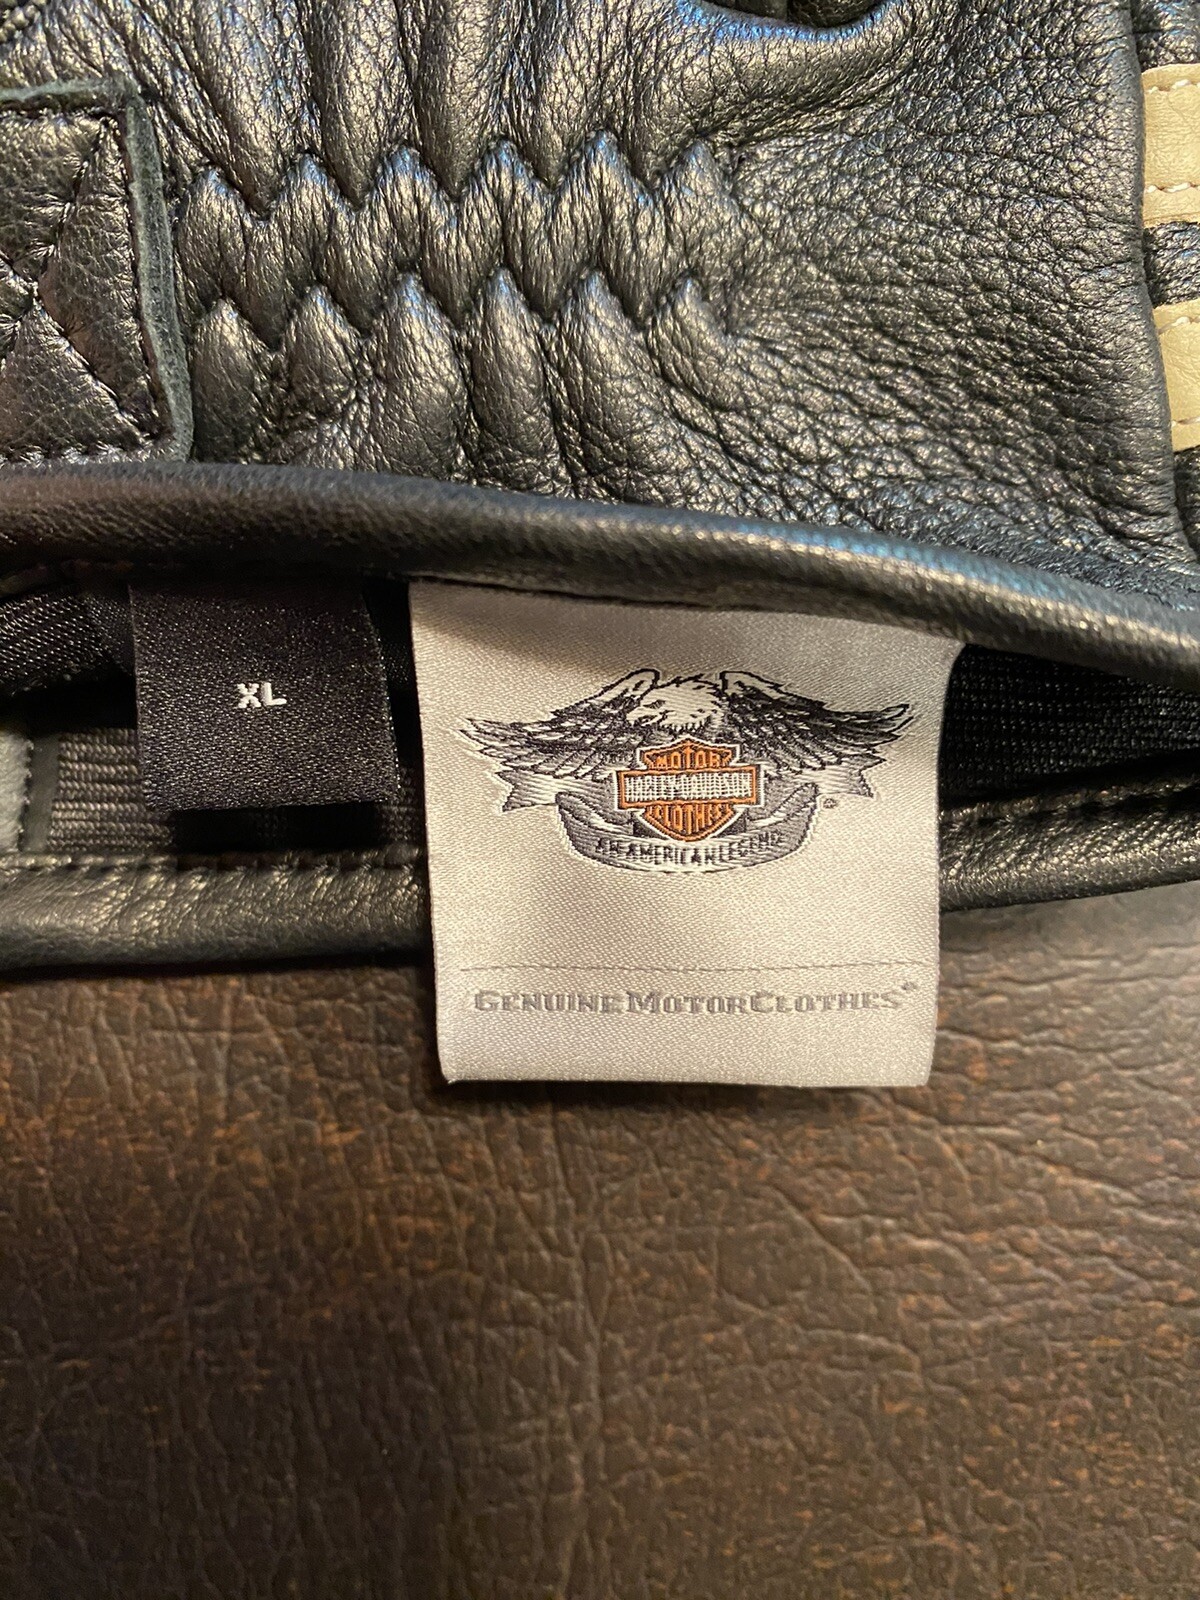 XL
MOTOR
HARLEY-DAVIDSON
CLOTHES
®
AN AMERICAN LEGEND
GENUINE MOTORCLOTHES®